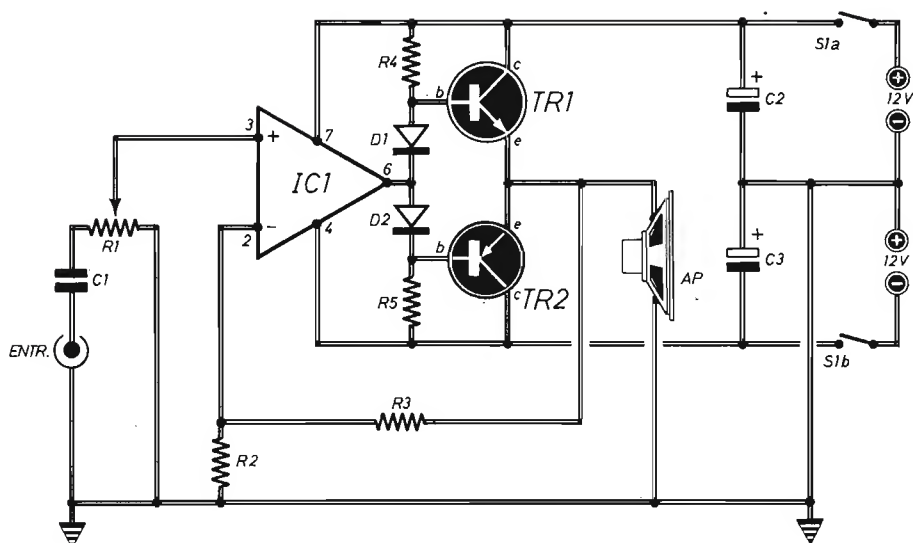 S1a
R4
b
c
TR1
+
C2
+
12V
-
3
+
7
D1
e
IC1
6
2
-
4
D2
R1
C1
b
e
TR2
c
R5
AP
+
C3
+
12V
-
ENTR.
S1b
R3
R2